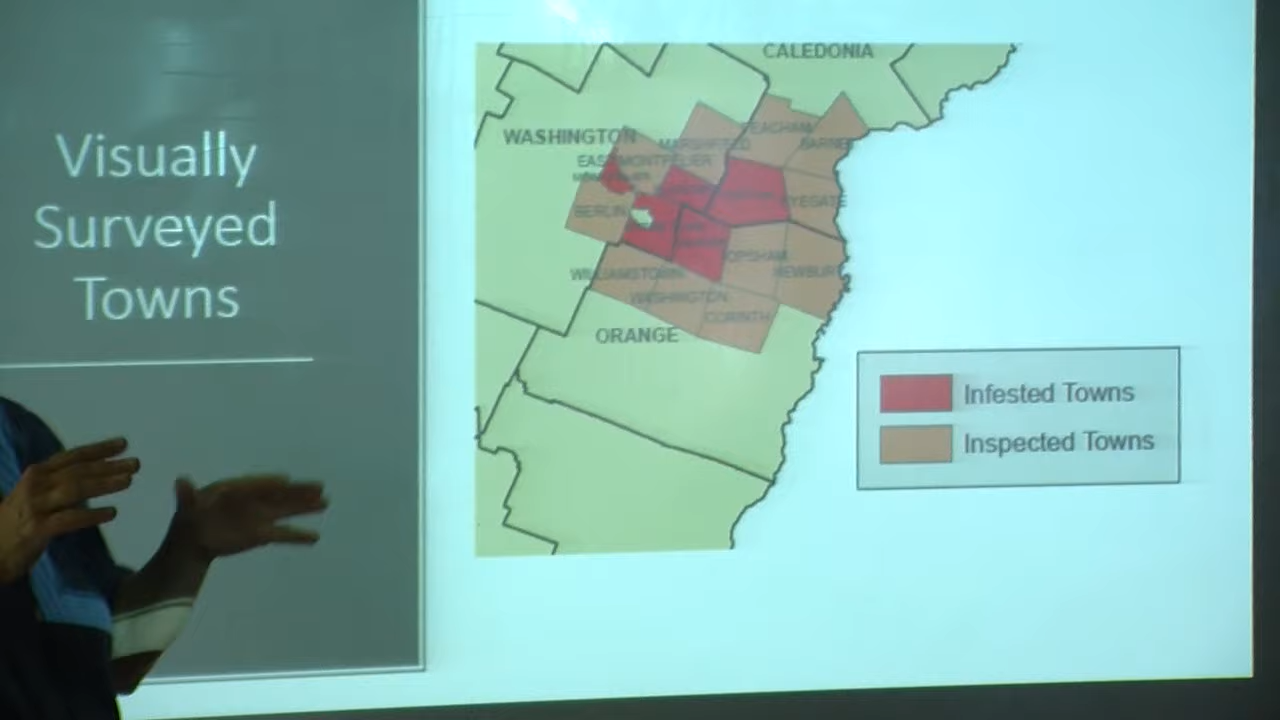 Visually
Surveyed
Towns
CALEDONIA
WASHINGTON
PEACHAM
MARSHFIELD
BARNET
EAST MONTPELIER
RYEGATE
BERLIN
TOPSHAM
WILLIAMSTOWN
NEWBURY
WASHINGTON
CORINTH
ORANGE
Infested Towns
Inspected Towns